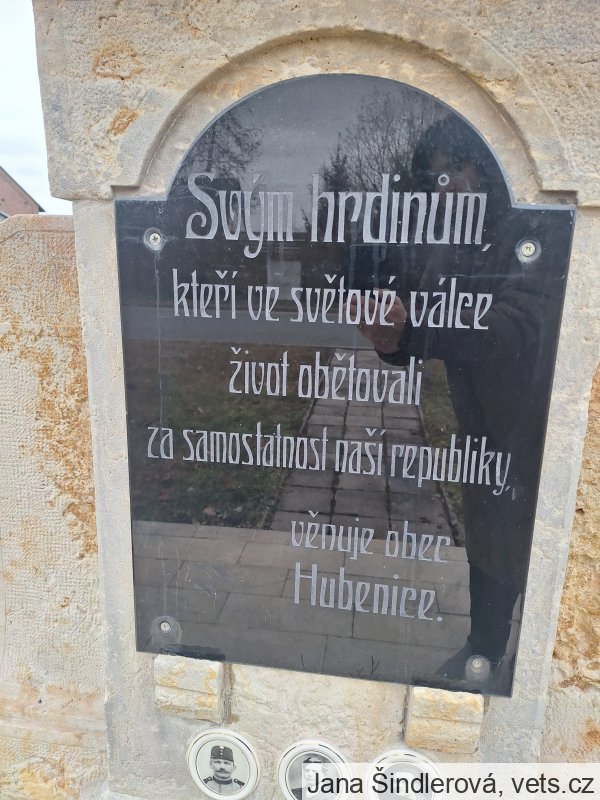 Svým hrdinům,
kteří ve světové válce
život obětovali
za samostatnost naší republiky,
věnuje obec
Hubenice.
Jana Šindlerová, vets.cz